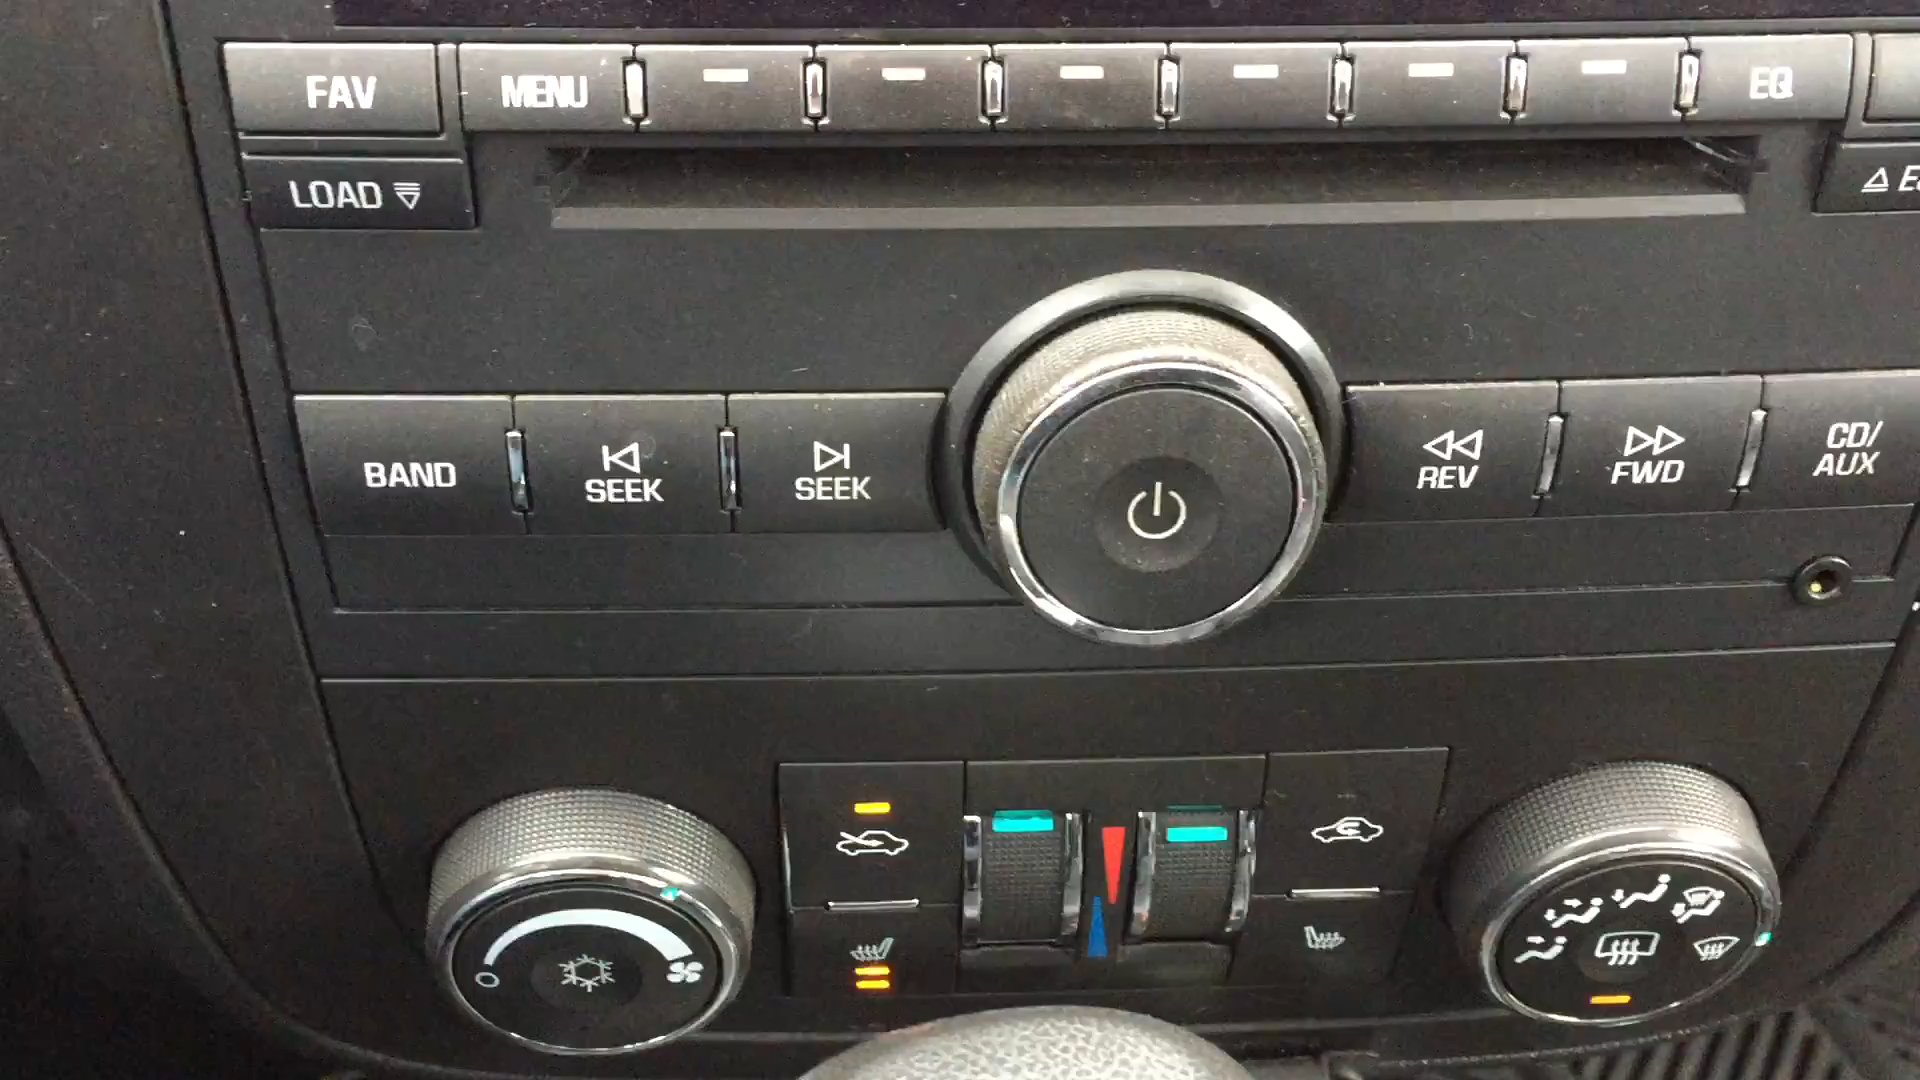 FAV
MENU
EQ
LOAD
BAND
SEEK
SEEK
REV
FWD
CD/
AUX